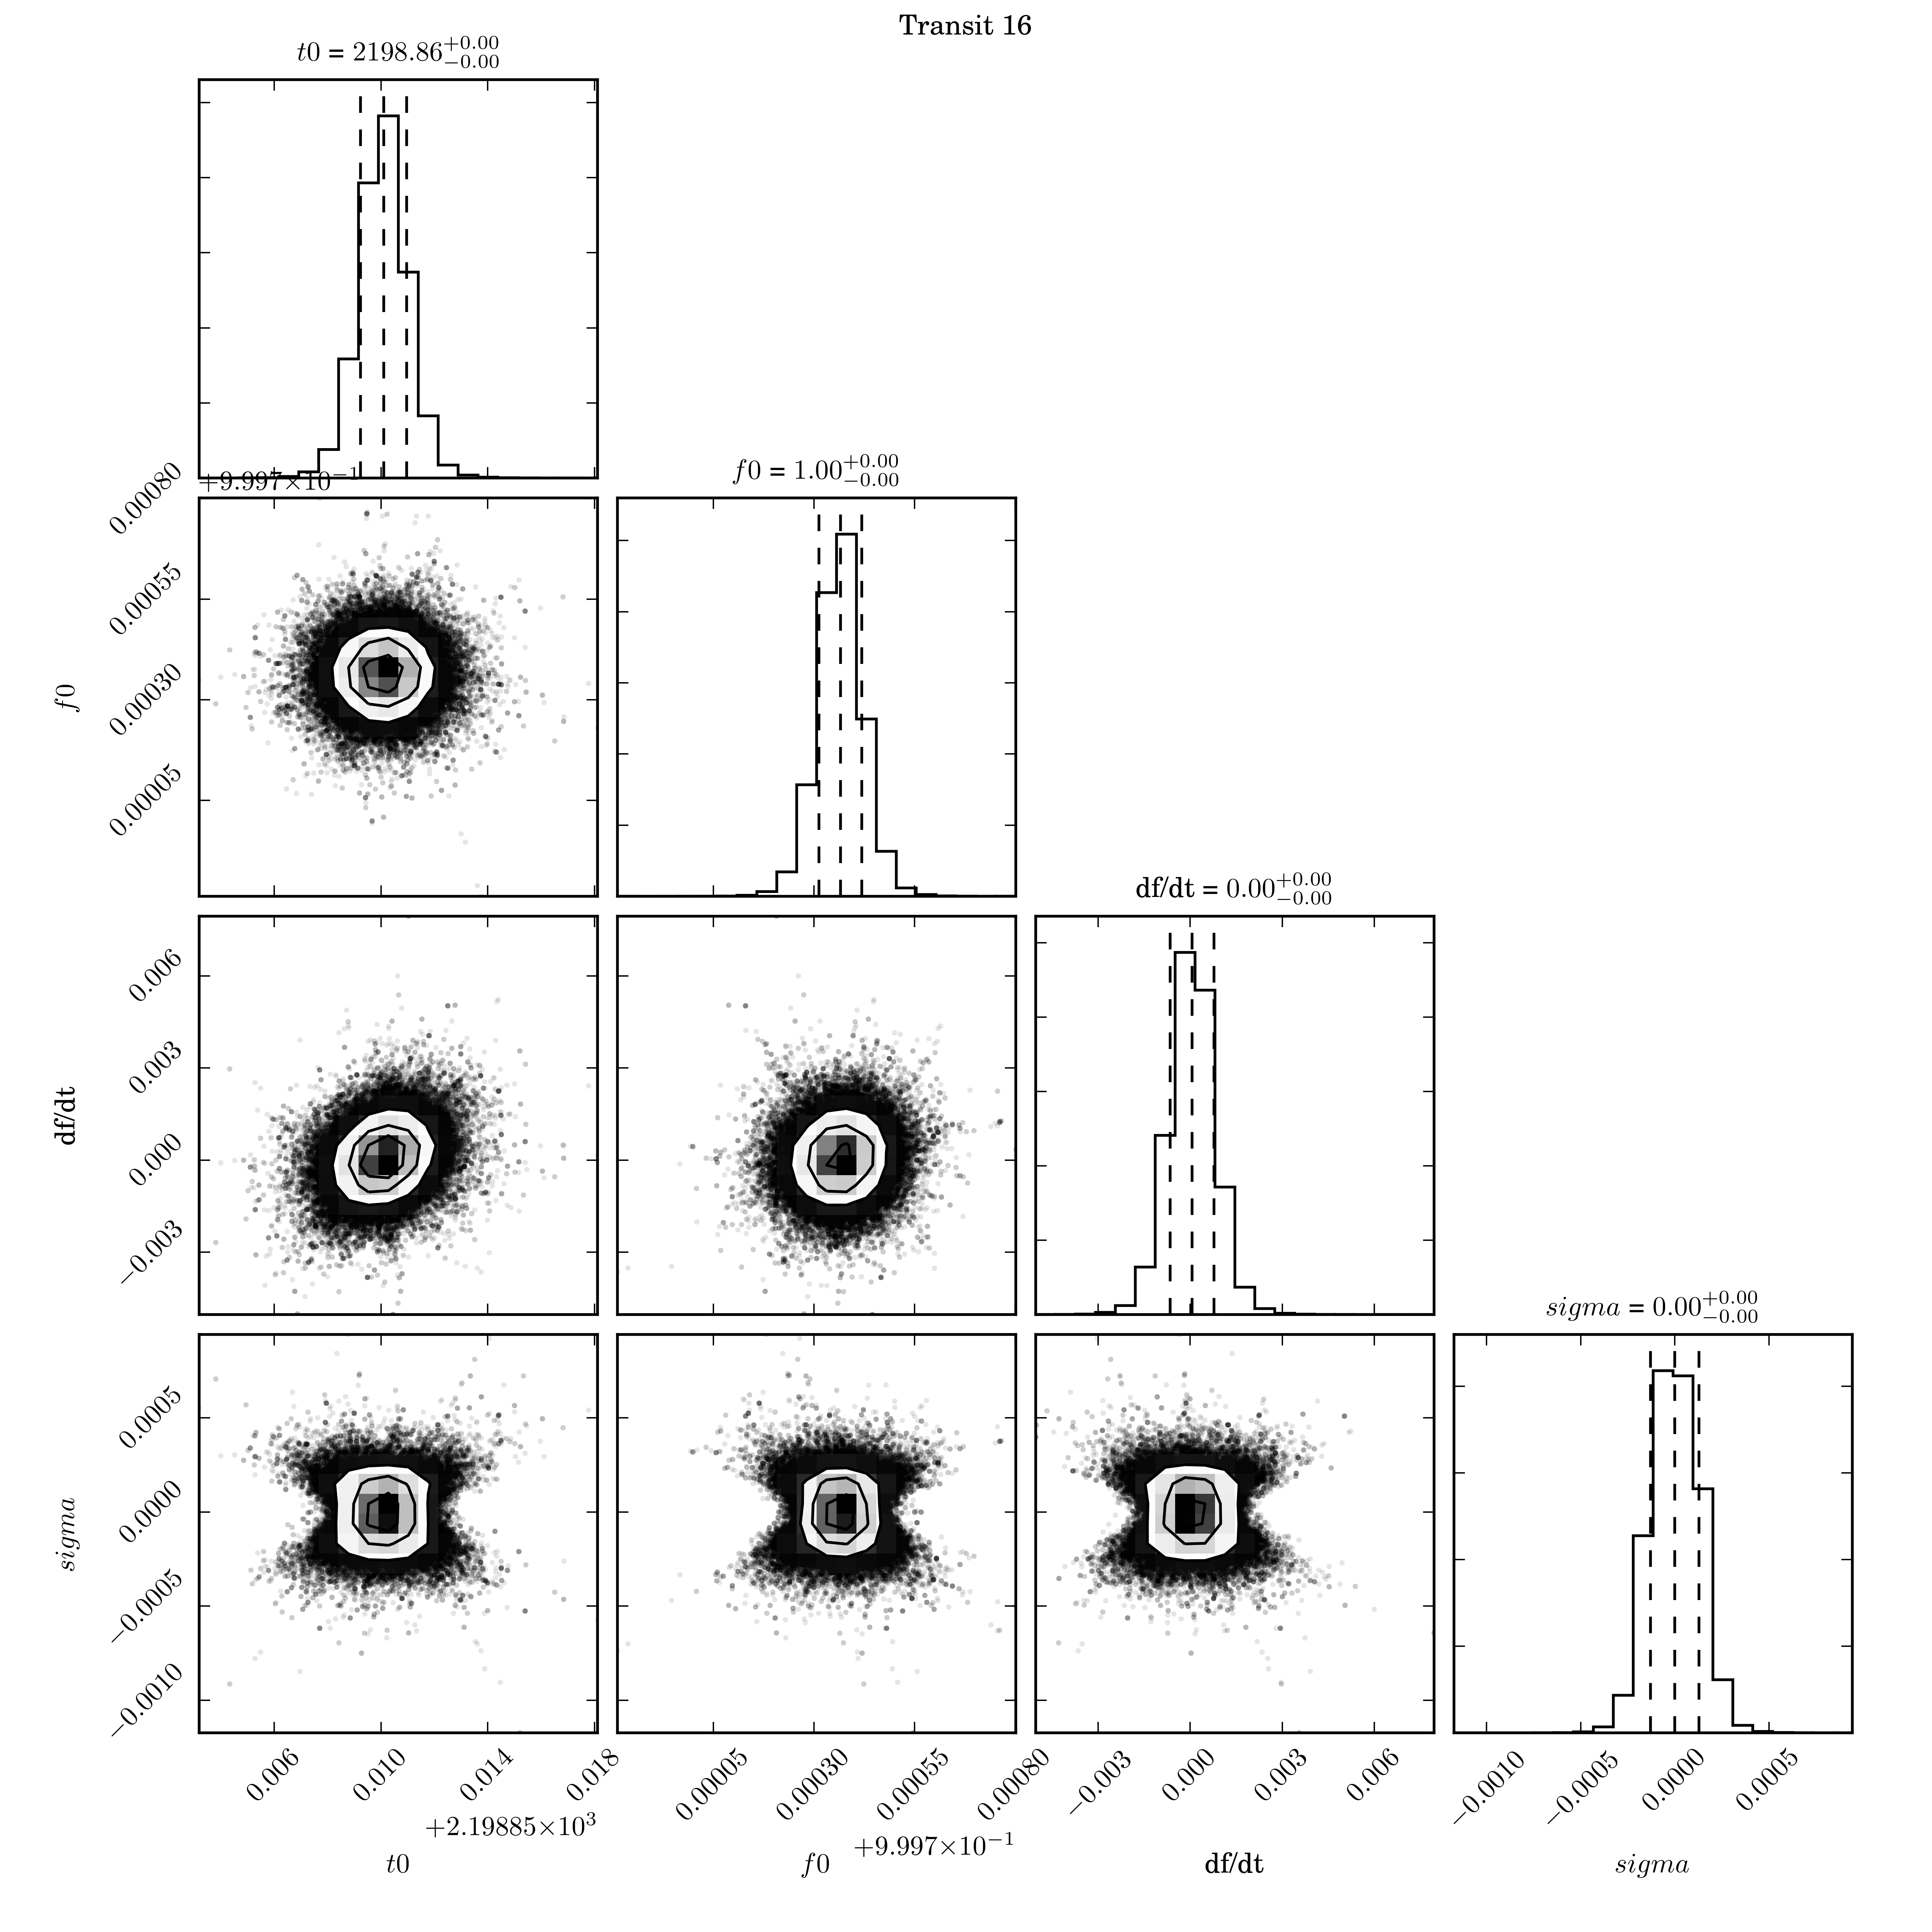 Transit 16
t0 = 2198.86+0.00−0.00
+9.997×10−1
f0 = 1.00+0.00−0.00
0.00080
0.00055
0.00030
0.00005
f0
df/dt = 0.00+0.00−0.00
0.006
0.003
0.000
−0.003
df/dt
sigma = 0.00+0.00−0.00
0.0005
0.0000
−0.0005
−0.0010
sigma
0.006 0.010 0.014 0.018 0.00005 0.00030 0.00055 0.00080 −0.003 0.000 0.003 0.006 −0.0010 −0.0005 0.0000 0.0005
+2.19885×103
+9.997×10−1
t0 f0 df/dt sigma